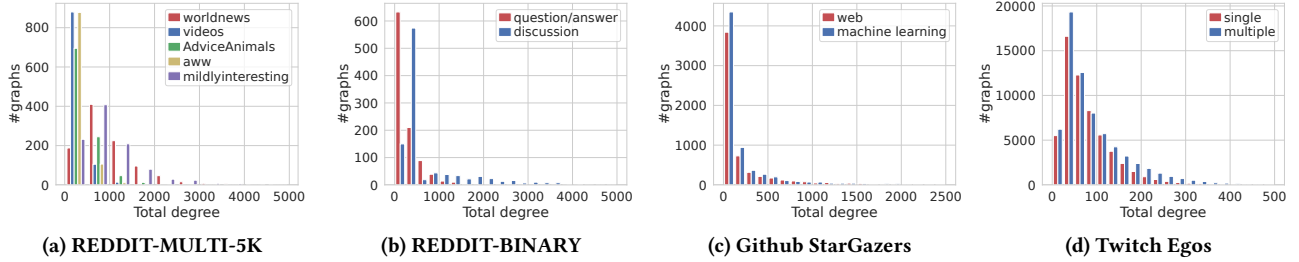 800
600
400
200
0
#graphs
worldnews
videos
AdviceAnimals
aww
mildlyinteresting
0 1000 2000 3000 4000 5000
Total degree
(a) REDDIT-MULTI-5K
600
500
400
300
200
100
0
#graphs
question/answer
discussion
0 1000 2000 3000 4000 5000
Total degree
(b) REDDIT-BINARY
4000
3000
2000
1000
0
#graphs
web
machine learning
0 500 1000 1500 2000 2500
Total degree
(c) Github StarGazers
20000
15000
10000
5000
0
#graphs
single
multiple
0 100 200 300 400 500
Total degree
(d) Twitch Egos